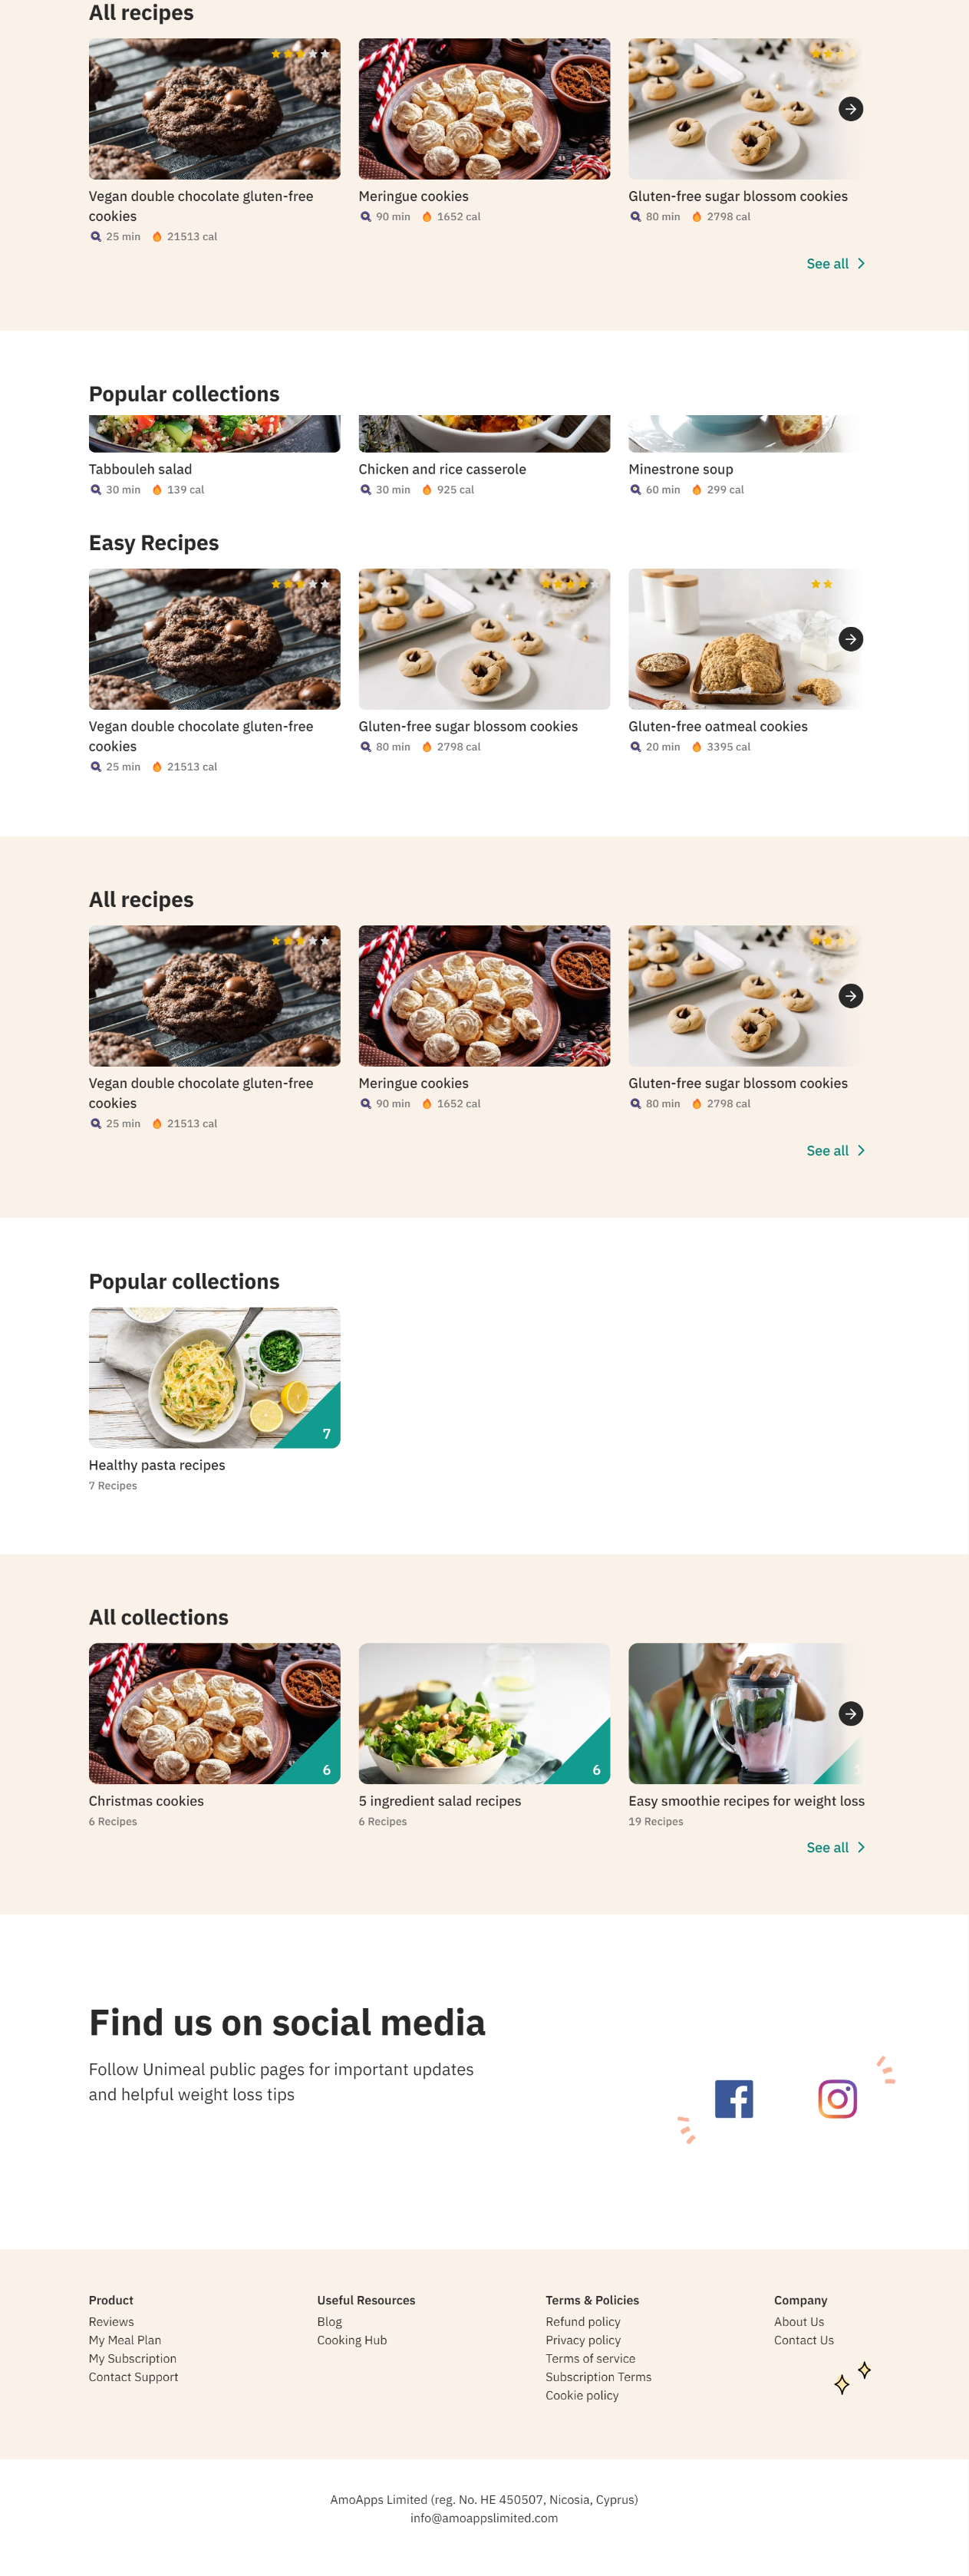 All recipes
Vegan double chocolate gluten-free
cookies
25 min 21513 cal
Meringue cookies
90 min 1652 cal
Gluten-free sugar blossom cookies
80 min 2798 cal
See all
Popular collections
Tabbouleh salad
30 min 139 cal
Chicken and rice casserole
30 min 925 cal
Minestrone soup
60 min 299 cal
Easy Recipes
Vegan double chocolate gluten-free
cookies
25 min 21513 cal
Gluten-free sugar blossom cookies
80 min 2798 cal
Gluten-free oatmeal cookies
20 min 3395 cal
All recipes
Vegan double chocolate gluten-free
cookies
25 min 21513 cal
Meringue cookies
90 min 1652 cal
Gluten-free sugar blossom cookies
80 min 2798 cal
See all
Popular collections
7
Healthy pasta recipes
7 Recipes
All collections
6
Christmas cookies
6 Recipes
6
5 ingredient salad recipes
6 Recipes
Easy smoothie recipes for weight loss
19 Recipes
See all
Find us on social media
Follow Unimeal public pages for important updates
and helpful weight loss tips
Product
Reviews
My Meal Plan
My Subscription
Contact Support
Useful Resources
Blog
Cooking Hub
Terms & Policies
Refund policy
Privacy policy
Terms of service
Subscription Terms
Cookie policy
Company
About Us
Contact Us
AmoApps Limited (reg. No. HE 450507, Nicosia, Cyprus)
info@amoappslimited.com